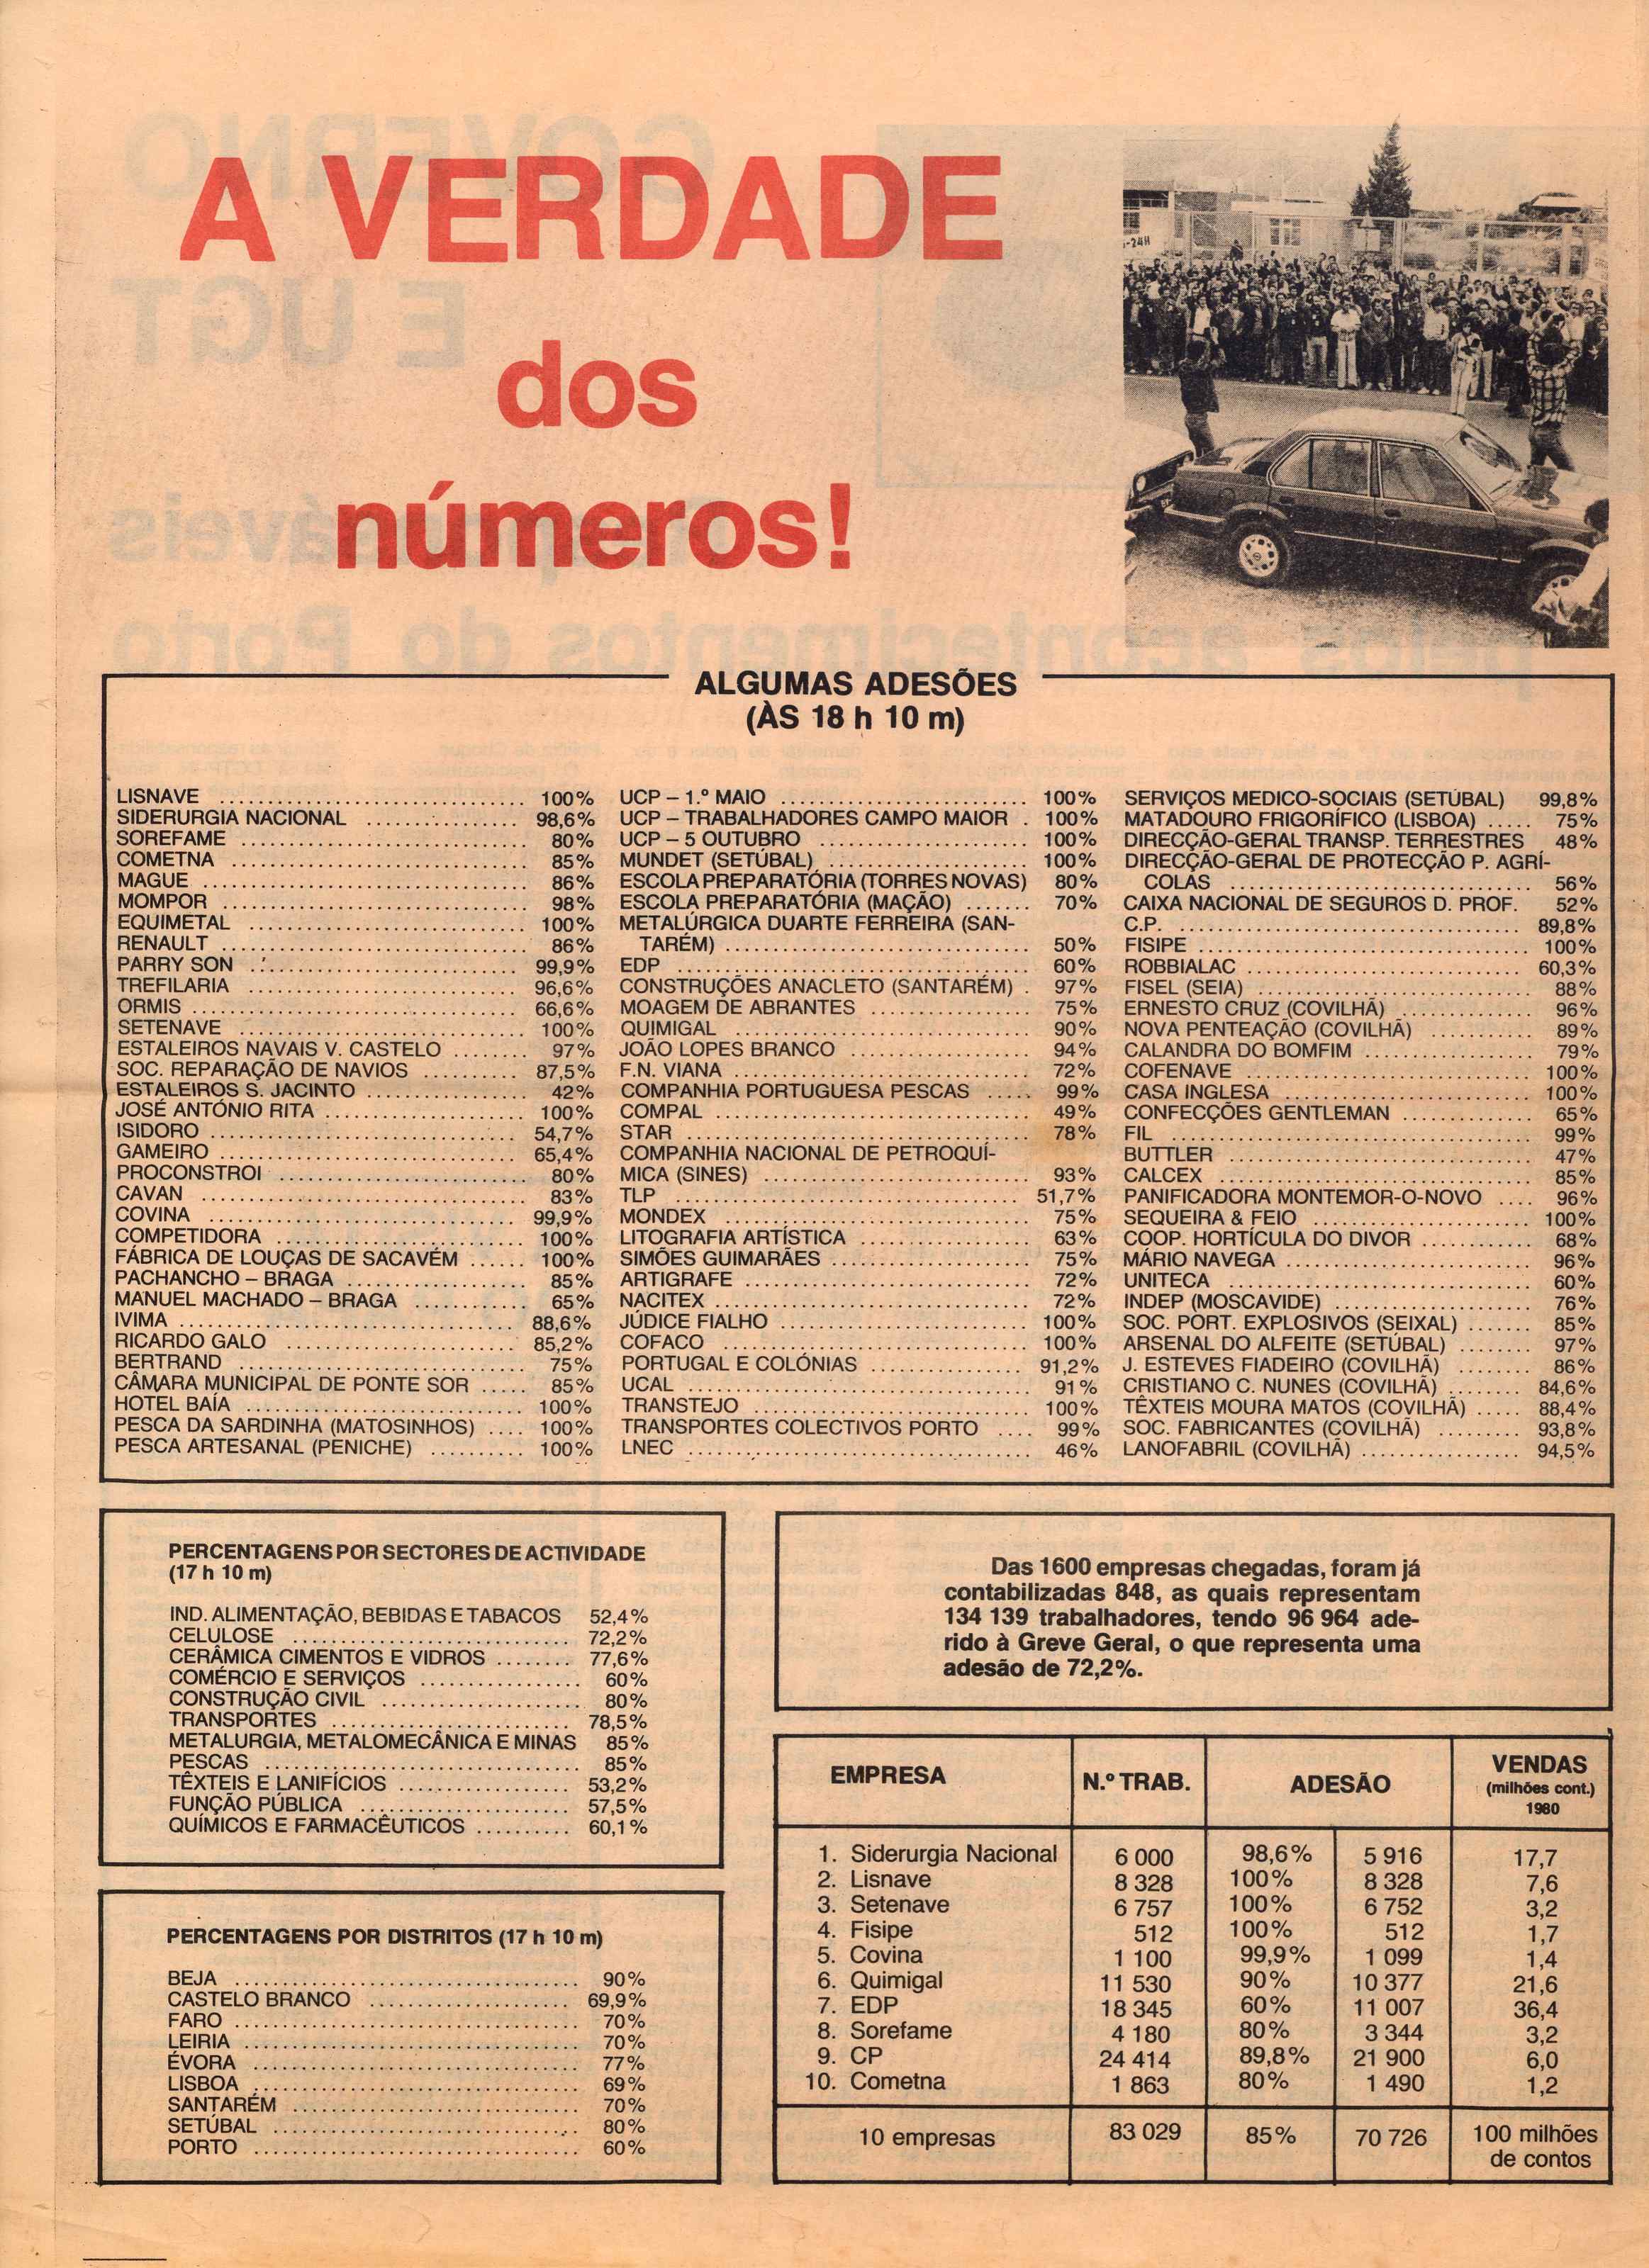 A VERDADE
dos
números!
ALGUMAS ADESÕES
(ÀS 18 h 10 m)
LISNAVE ................................ 100%
SIDERURGIA NACIONAL ................ 98,6%
SOREFAME ................................ 80%
COMETNA ................................ 85%
MAGUE ................................ 86%
MOMPOR ................................ 98%
EQUIMETAL ............................. 100%
RENAULT ................................ 86%
PARRY SON ............................. 99,9%
TREFILARIA ............................ 96,6%
ORMIS ................................ 66,6%
SETENAVE .............................. 100%
ESTALEIROS NAVAIS V. CASTELO ........ 97%
SOC. REPARAÇÃO DE NAVIOS .......... 87,5%
ESTALEIROS S. JACINTO ................. 42%
JOSÉ ANTÓNIO RITA ..................... 100%
ISIDORO ................................ 54,7%
GAMEIRO ................................ 65,4%
PROCONSTROI .......................... 80%
CAVAN ................................ 83%
COVINA ................................ 99,9%
COMPETIDORA .......................... 100%
FÁBRICA DE LOUÇAS DE SACAVÉM ...... 100%
PACHANCHO – BRAGA ................... 85%
MANUEL MACHADO – BRAGA ............ 65%
IVIMA ................................ 88,6%
RICARDO GALO ........................ 85,2%
BERTRAND .............................. 75%
CÂMARA MUNICIPAL DE PONTE SOR ..... 85%
HOTEL BAÍA ............................ 100%
PESCA DA SARDINHA (MATOSINHOS) .... 100%
PESCA ARTESANAL (PENICHE) .......... 100%
UCP – 1.º MAIO .......................... 100%
UCP – TRABALHADORES CAMPO MAIOR . 100%
UCP – 5 OUTUBRO ...................... 100%
MUNDET (SETÚBAL) ..................... 100%
ESCOLA PREPARATÓRIA (TORRES NOVAS) 80%
ESCOLA PREPARATÓRIA (MAÇÃO) ....... 70%
METALÚRGICA DUARTE FERREIRA (SAN-
TARÉM) ................................ 50%
EDP ................................ 60%
CONSTRUÇÕES ANACLETO (SANTARÉM) . 97%
MOAGEM DE ABRANTES ................. 75%
QUIMIGAL ............................... 90%
JOÃO LOPES BRANCO ................... 94%
F.N. VIANA ............................... 72%
COMPANHIA PORTUGUESA PESCAS ..... 99%
COMPAL ................................ 49%
STAR ................................ 78%
COMPANHIA NACIONAL DE PETROQUÍ-
MICA (SINES) ............................ 93%
TLP ................................ 51,7%
MONDEX ................................ 75%
LITOGRAFIA ARTÍSTICA ................... 63%
SIMÕES GUIMARÃES ..................... 75%
ARTIGRAFE .............................. 72%
NACITEX ................................ 72%
JÚDICE FIALHO .......................... 100%
COFACO ................................ 100%
PORTUGAL E COLÓNIAS ................. 91,2%
UCAL ................................ 91%
TRANSTEJO .............................. 100%
TRANSPORTES COLECTIVOS PORTO .... 99%
LNEC ................................ 46%
SERVIÇOS MEDICO-SOCIAIS (SETÚBAL) 99,8%
MATADOURO FRIGORÍFICO (LISBOA) ..... 75%
DIRECÇÃO-GERAL TRANSP. TERRESTRES 48%
DIRECÇÃO-GERAL DE PROTECÇÃO P. AGRÍ-
COLAS ................................ 56%
CAIXA NACIONAL DE SEGUROS D. PROF. 52%
C.P. ................................ 89,8%
FISIPE ................................ 100%
ROBBIALAC ............................. 60,3%
FISEL (SEIA) ............................. 88%
ERNESTO CRUZ (COVILHÃ) .............. 96%
NOVA PENTEAÇÃO (COVILHÃ) ........... 89%
CALANDRA DO BOMFIM .................. 79%
COFENAVE .............................. 100%
CASA INGLESA ........................... 100%
CONFECÇÕES GENTLEMAN .............. 65%
FIL ................................ 99%
BUTTLER ................................ 47%
CALCEX ................................ 85%
PANIFICADORA MONTEMOR-O-NOVO .... 96%
SEQUEIRA & FEIO ....................... 100%
COOP. HORTÍCULA DO DIVOR ............ 68%
MÁRIO NAVEGA .......................... 96%
UNITECA ................................ 60%
INDEP (MOSCAVIDE) ..................... 76%
SOC. PORT. EXPLOSIVOS (SEIXAL) ....... 85%
ARSENAL DO ALFEITE (SETÚBAL) ........ 97%
J. ESTEVES FIADEIRO (COVILHÃ) ........ 86%
CRISTIANO C. NUNES (COVILHÃ) ........ 84,6%
TÊXTEIS MOURA MATOS (COVILHÃ) ..... 88,4%
SOC. FABRICANTES (COVILHÃ) ......... 93,8%
LANOFABRIL (COVILHÃ) ................. 94,5%
PERCENTAGENS POR SECTORES DE ACTIVIDADE
(17 h 10 m)
IND. ALIMENTAÇÃO, BEBIDAS E TABACOS 52,4%
CELULOSE ............................. 72,2%
CERÂMICA CIMENTOS E VIDROS ........ 77,6%
COMÉRCIO E SERVIÇOS ................. 60%
CONSTRUÇÃO CIVIL ..................... 80%
TRANSPORTES ......................... 78,5%
METALURGIA, METALOMECÂNICA E MINAS 85%
PESCAS ................................ 85%
TÊXTEIS E LANIFÍCIOS .................. 53,2%
FUNÇÃO PÚBLICA ...................... 57,5%
QUÍMICOS E FARMACÊUTICOS .......... 60,1%
PERCENTAGENS POR DISTRITOS (17 h 10 m)
BEJA ................................ 90%
CASTELO BRANCO ..................... 69,9%
FARO ................................ 70%
LEIRIA ................................ 70%
ÉVORA ................................ 77%
LISBOA ................................ 69%
SANTARÉM ............................. 70%
SETÚBAL ............................... 80%
PORTO ................................ 60%
Das 1600 empresas chegadas, foram já
contabilizadas 848, as quais representam
134 139 trabalhadores, tendo 96 964 ade-
rido à Greve Geral, o que representa uma
adesão de 72,2%.
EMPRESA N.º TRAB. ADESÃO VENDAS
(milhões cont.)
1980
1. Siderurgia Nacional 6 000 98,6% 5 916 17,7
2. Lisnave 8 328 100% 8 328 7,6
3. Setenave 6 757 100% 6 752 3,2
4. Fisipe 512 100% 512 1,7
5. Covina 1 100 99,9% 1 099 1,4
6. Quimigal 11 530 90% 10 377 21,6
7. EDP 18 345 60% 11 007 36,4
8. Sorefame 4 180 80% 3 344 3,2
9. CP 24 414 89,8% 21 900 6,0
10. Cometna 1 863 80% 1 490 1,2
10 empresas 83 029 85% 70 726 100 milhões
de contos